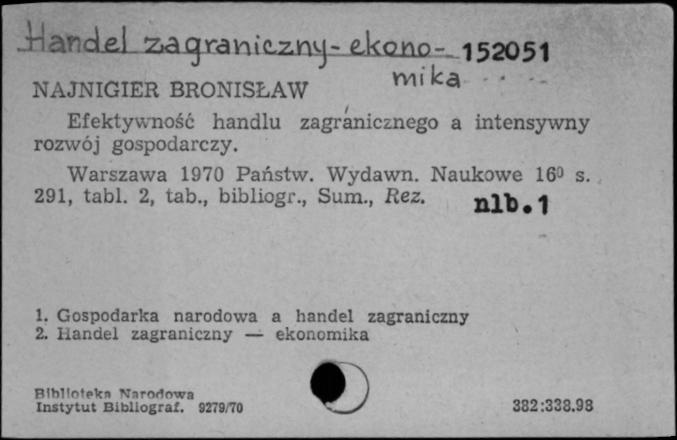 Handel zagraniczny - ekono- 152051
mika
NAJNIGIER BRONISŁAW
Efektywność handlu zagranicznego a intensywny
rozwój gospodarczy.
Warszawa 1970 Państw. Wydawn. Naukowe 16⁰ s.
291, tabl. 2, tab., bibliogr., Sum., Rez. nlb. 1
1. Gospodarka narodowa a handel zagraniczny
2. Handel zagraniczny — ekonomika
Biblioteka Narodowa
Instytut Bibliograf. 9279/70 382:338.98